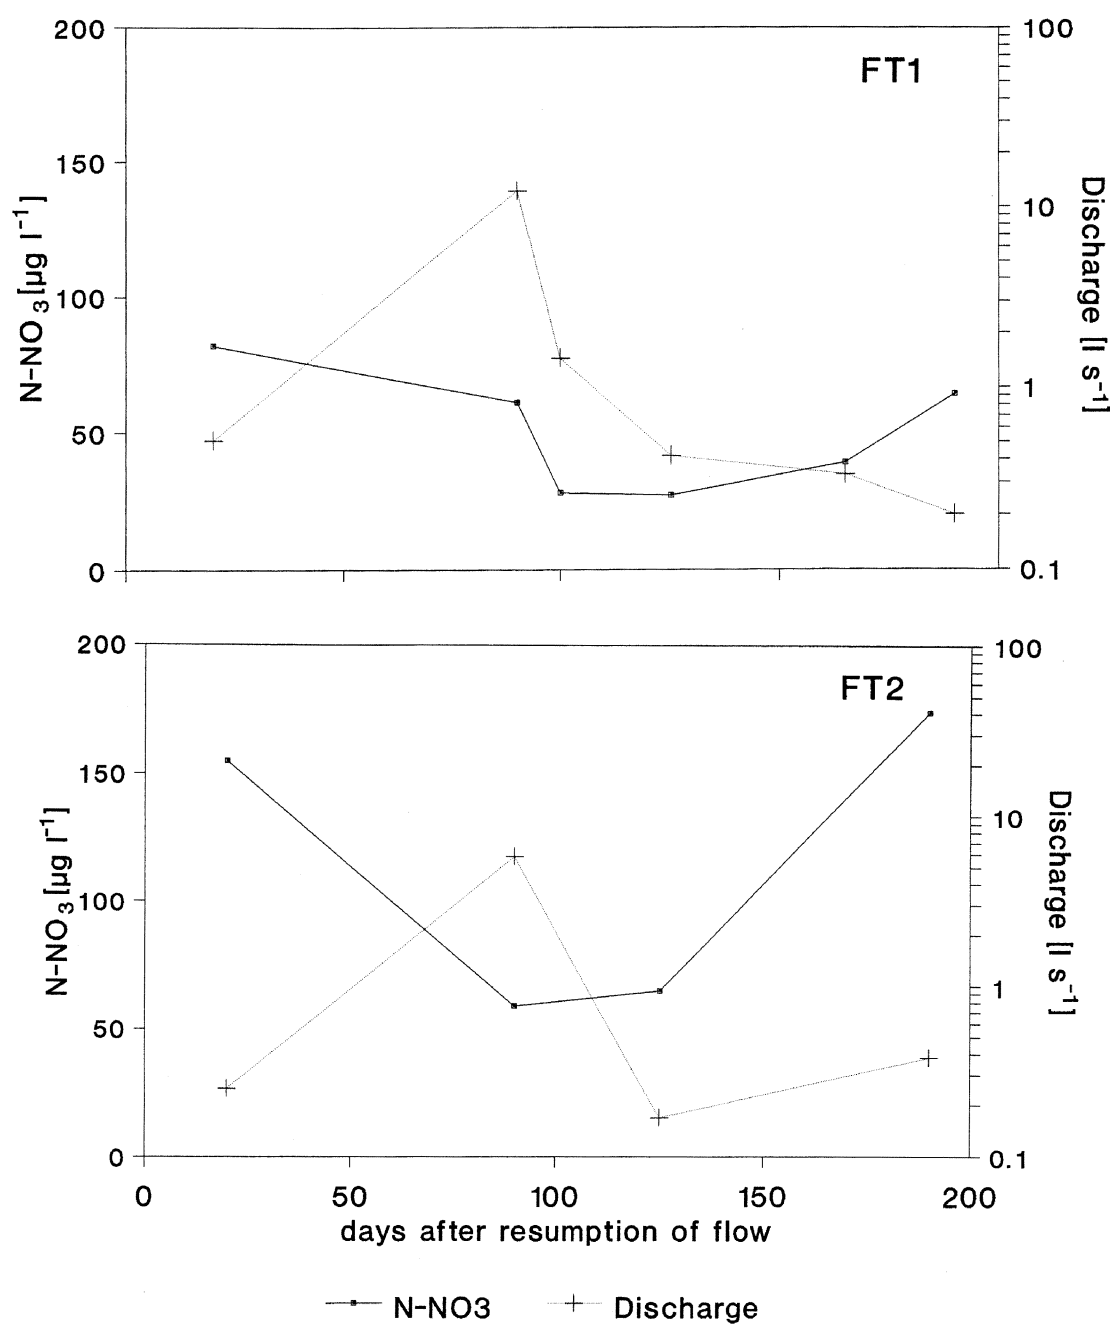 200
150
100
50
0
N-NO3[µg l-1]
FT1
100
10
1
0.1
Discharge [l s-1]
200
150
100
50
0
N-NO3[µg l-1]
FT2
100
10
1
0.1
Discharge [l s-1]
0 50 100 150 200
days after resumption of flow
N-NO3 Discharge